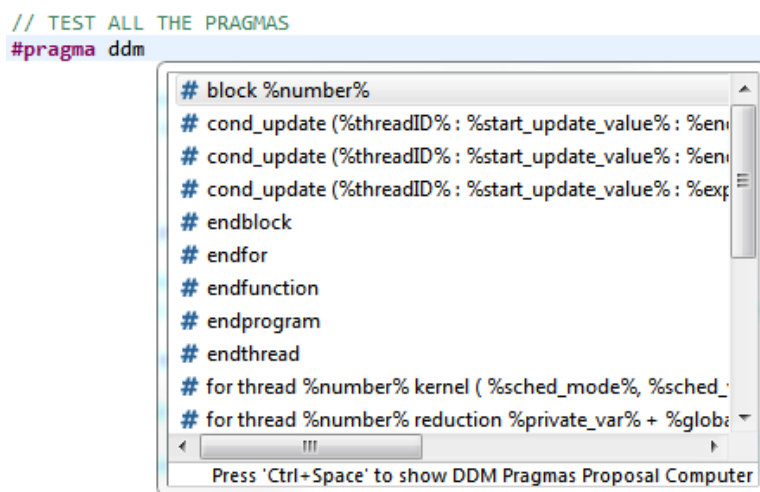 // TEST ALL THE PRAGMAS
#pragma ddm
# block %number%
# cond_update (%threadID% : %start_update_value% : %en
# cond_update (%threadID% : %start_update_value% : %en
# cond_update (%threadID% : %start_update_value% : %exp
# endblock
# endfor
# endfunction
# endprogram
# endthread
# for thread %number% kernel ( %sched_mode%, %sched_
# for thread %number% reduction %private_var% + %globa
Press 'Ctrl+Space' to show DDM Pragmas Proposal Computer